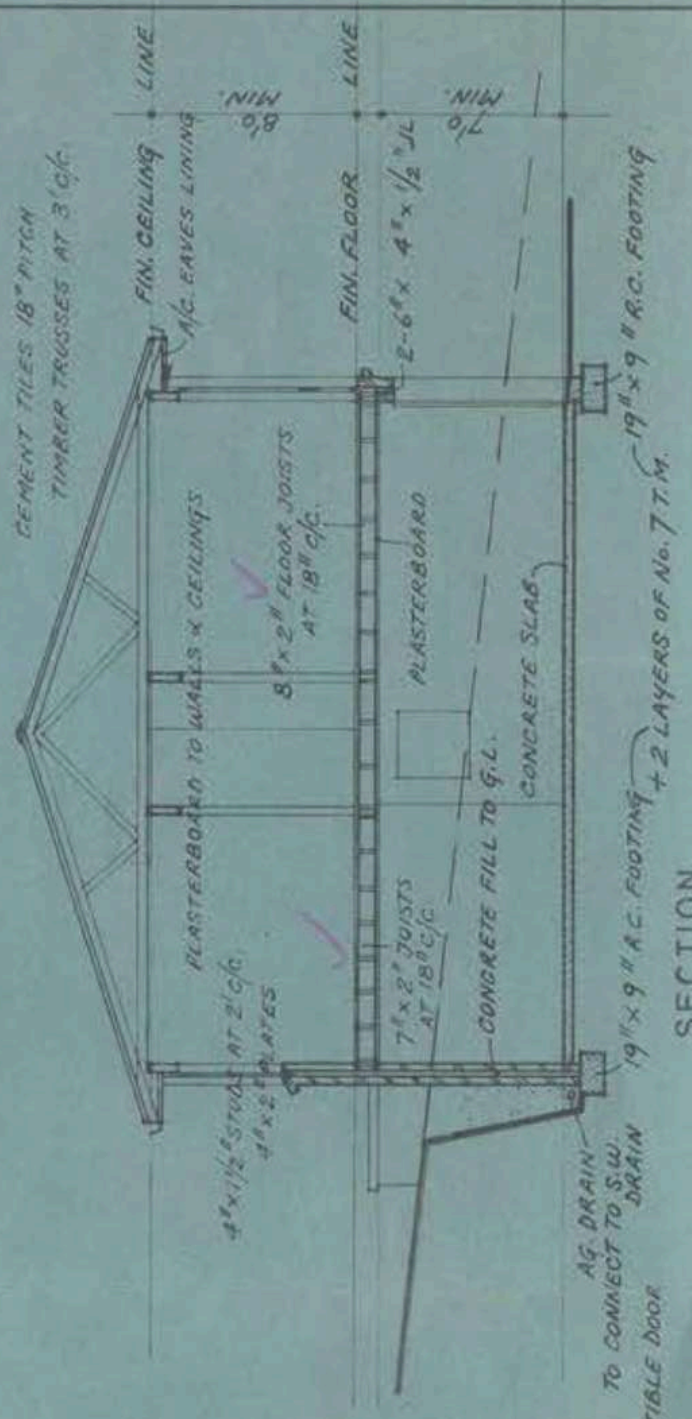 CEMENT TILES 18° PITCH
TIMBER TRUSSES AT 3' c/c.
FIN. CEILING LINE
A/C. EAVES LINING
8'0 MIN.
FIN. FLOOR LINE
7'0 MIN.
2-6" x 4" x 1/2" JL
PLASTERBOARD TO WALLS & CEILINGS
4" x 1 1/2" STUDS AT 2' c/c.
4" x 2" PLATES
8" x 2" FLOOR JOISTS
AT 18" c/c.
7" x 2" JOISTS
AT 18" c/c
PLASTERBOARD
CONCRETE FILL TO G.L.
CONCRETE SLAB.
AG. DRAIN
TO CONNECT TO S.W.
DRAIN
19" x 9" R.C. FOOTING
19" x 9" R.C. FOOTING
+ 2 LAYERS OF No. 7 T.M.
TIBLE DOOR
SECTION